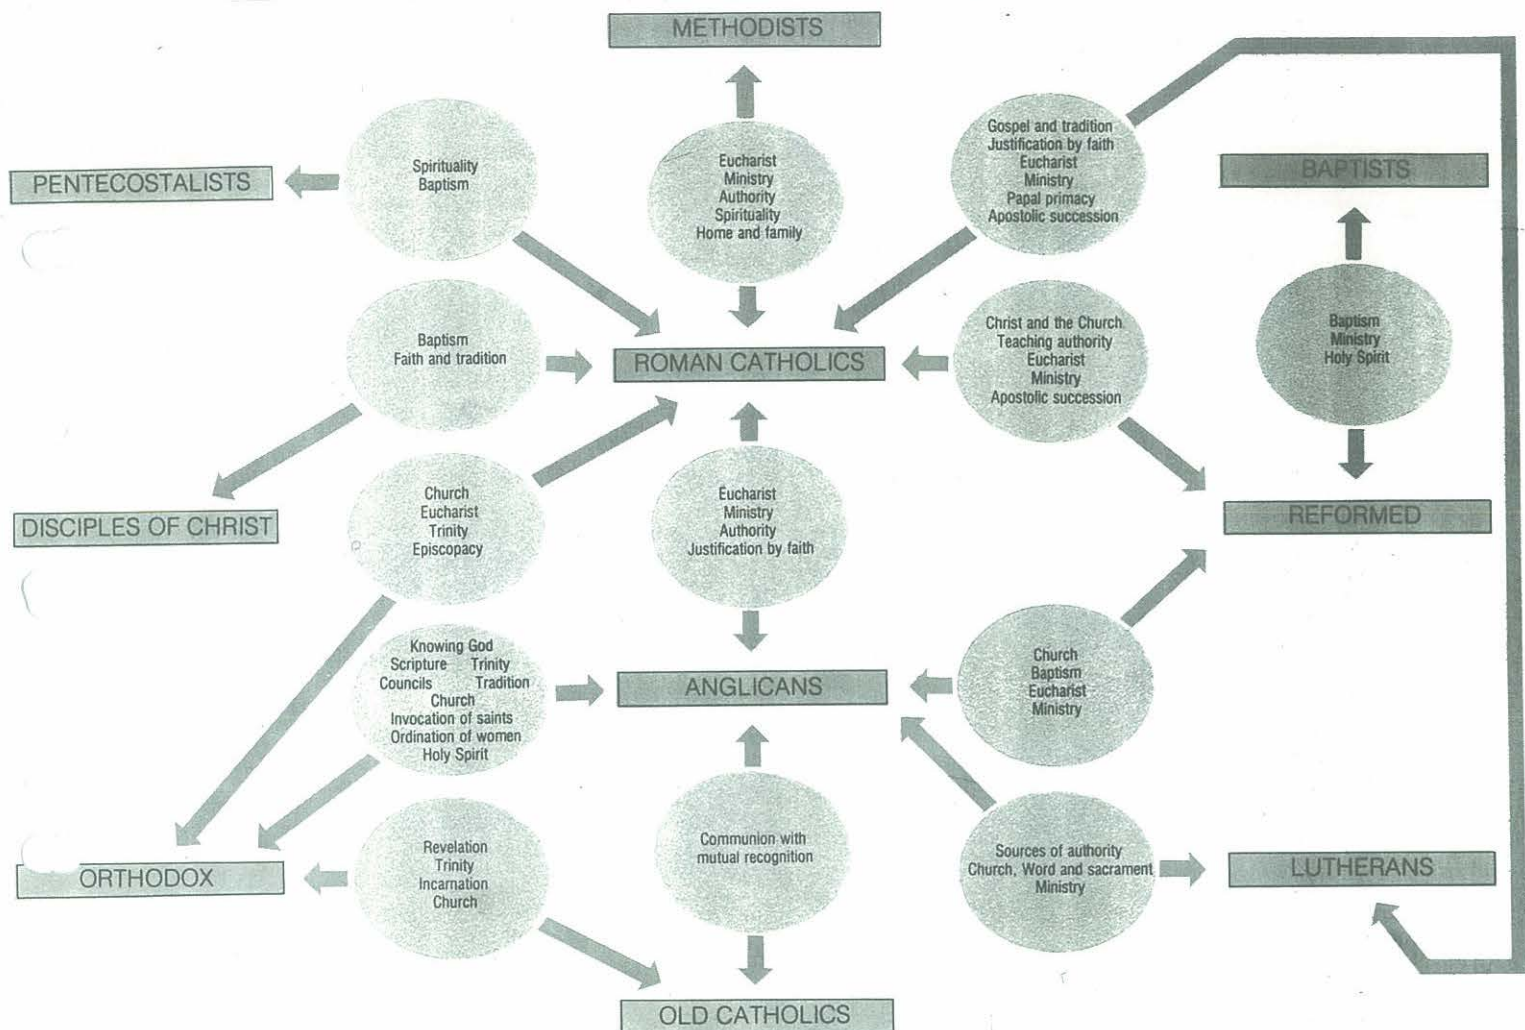 METHODISTS
PENTECOSTALISTS
Spirituality
Baptism
Eucharist
Ministry
Authority
Spirituality
Home and family
Gospel and tradition
Justification by faith
Eucharist
Ministry
Papal primacy
Apostolic succession
BAPTISTS
Baptism
Faith and tradition
ROMAN CATHOLICS
Christ and the Church
Teaching authority
Eucharist
Ministry
Apostolic succession
Baptism
Ministry
Holy Spirit
DISCIPLES OF CHRIST
Church
Eucharist
Trinity
Episcopacy
Eucharist
Ministry
Authority
Justification by faith
REFORMED
Knowing God
Scripture Trinity
Councils Tradition
Church
Invocation of saints
Ordination of women
Holy Spirit
ANGLICANS
Church
Baptism
Eucharist
Ministry
ORTHODOX
Revelation
Trinity
Incarnation
Church
Communion with
mutual recognition
Sources of authority
Church, Word and sacrament
Ministry
LUTHERANS
OLD CATHOLICS